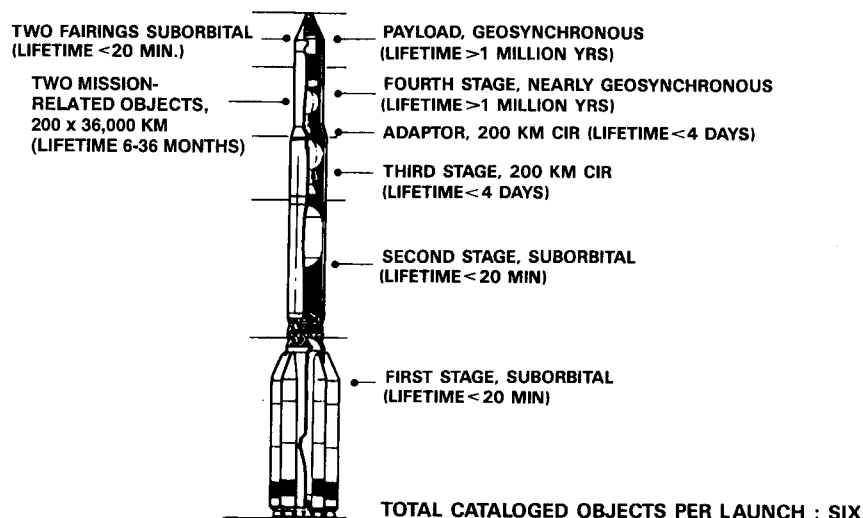 TWO FAIRINGS SUBORBITAL
(LIFETIME <20 MIN.)
TWO MISSION-
RELATED OBJECTS,
200 x 36,000 KM
(LIFETIME 6-36 MONTHS)
PAYLOAD, GEOSYNCHRONOUS
(LIFETIME>1 MILLION YRS)
FOURTH STAGE, NEARLY GEOSYNCHRONOUS
(LIFETIME>1 MILLION YRS)
ADAPTOR, 200 KM CIR (LIFETIME<4 DAYS)
THIRD STAGE, 200 KM CIR
(LIFETIME<4 DAYS)
SECOND STAGE, SUBORBITAL
(LIFETIME<20 MIN)
FIRST STAGE, SUBORBITAL
(LIFETIME<20 MIN)
TOTAL CATALOGED OBJECTS PER LAUNCH : SIX